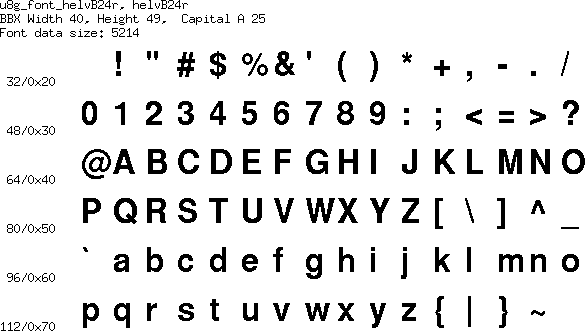 u8g_font_helvB24r, helvB24r
BBX Width 40, Height 49,  Capital A 25
Font data size: 5214
32/0x20 ! " # $ % & ' ( ) * + , - . /
48/0x30 0 1 2 3 4 5 6 7 8 9 : ; < = > ?
64/0x40 @ A B C D E F G H I J K L M N O
80/0x50 P Q R S T U V W X Y Z [ \ ] ^ _
96/0x60 ` a b c d e f g h i j k l m n o
112/0x70 p q r s t u v w x y z { | } ~